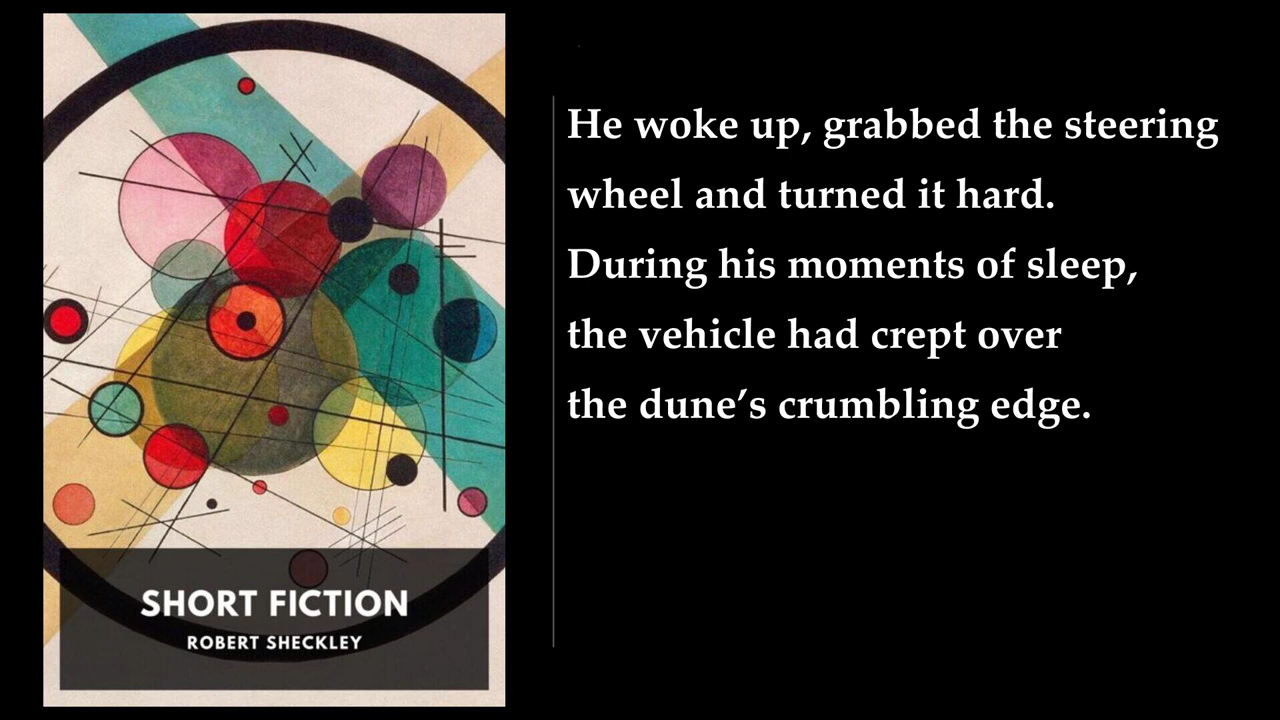 SHORT FICTION
ROBERT SHECKLEY
He woke up, grabbed the steering
wheel and turned it hard.
During his moments of sleep,
the vehicle had crept over
the dune’s crumbling edge.